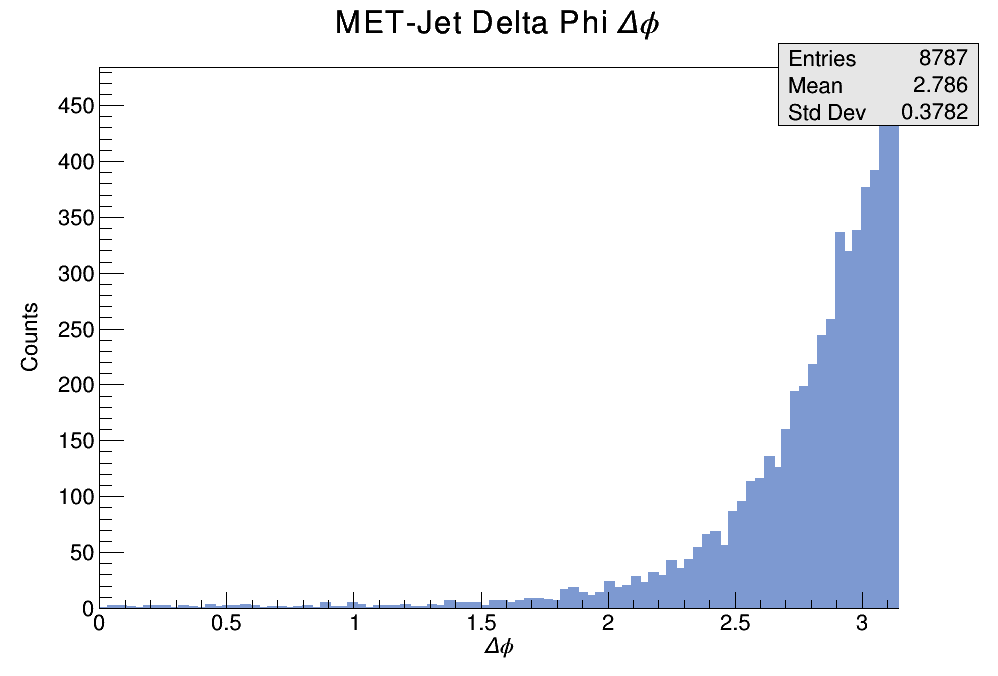 MET-Jet Delta Phi Δϕ
Entries 8787
Mean 2.786
Std Dev 0.3782
450
400
350
300
250
200
150
100
50
0
Counts
0 0.5 1 1.5 2 2.5 3
Δϕ